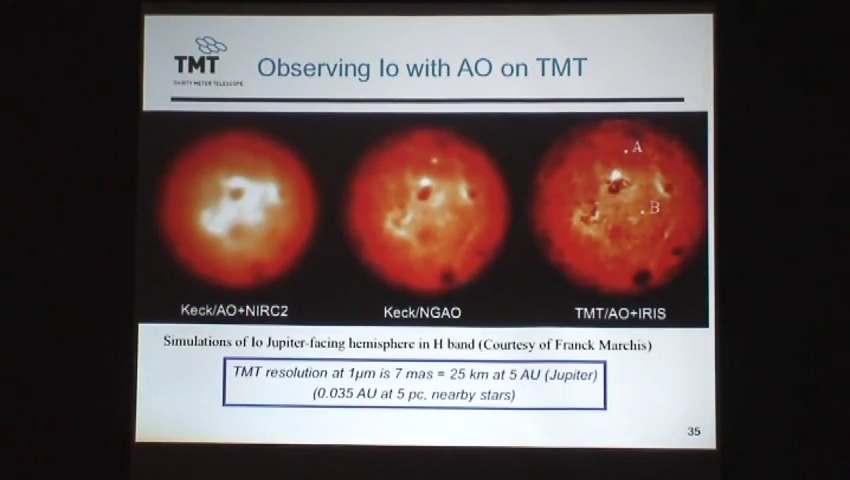 TMT
THIRTY METER TELESCOPE
Observing Io with AO on TMT
A
B
Keck/AO+NIRC2
Keck/NGAO
TMT/AO+IRIS
Simulations of Io Jupiter-facing hemisphere in H band (Courtesy of Franck Marchis)
TMT resolution at 1µm is 7 mas = 25 km at 5 AU (Jupiter)
(0.035 AU at 5 pc, nearby stars)
35